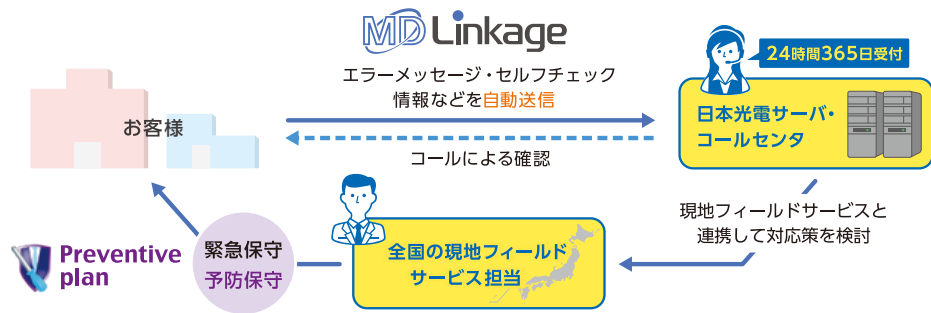 MD Linkage
24時間365日受付
エラーメッセージ・セルフチェック
情報などを自動送信
お客様
日本光電サーバ・
コールセンタ
コールによる確認
現地フィールドサービスと
連携して対応策を検討
全国の現地フィールド
サービス担当
緊急保守
予防保守
Preventive
plan